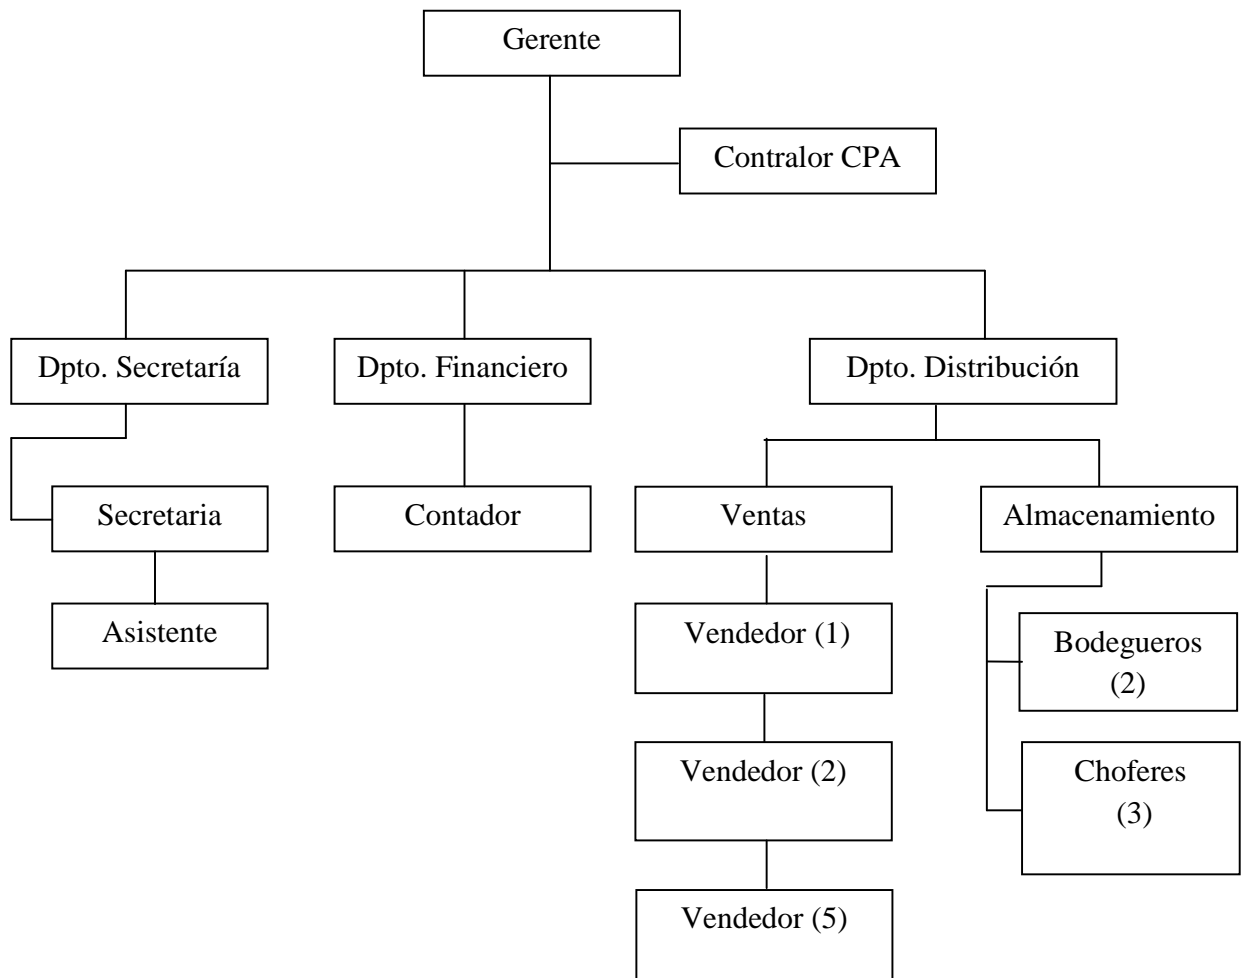 Gerente
Contralor CPA
Dpto. Secretaría
Dpto. Financiero
Dpto. Distribución
Secretaria
Contador
Ventas
Almacenamiento
Asistente
Vendedor (1)
Bodegueros
(2)
Vendedor (2)
Choferes
(3)
Vendedor (5)